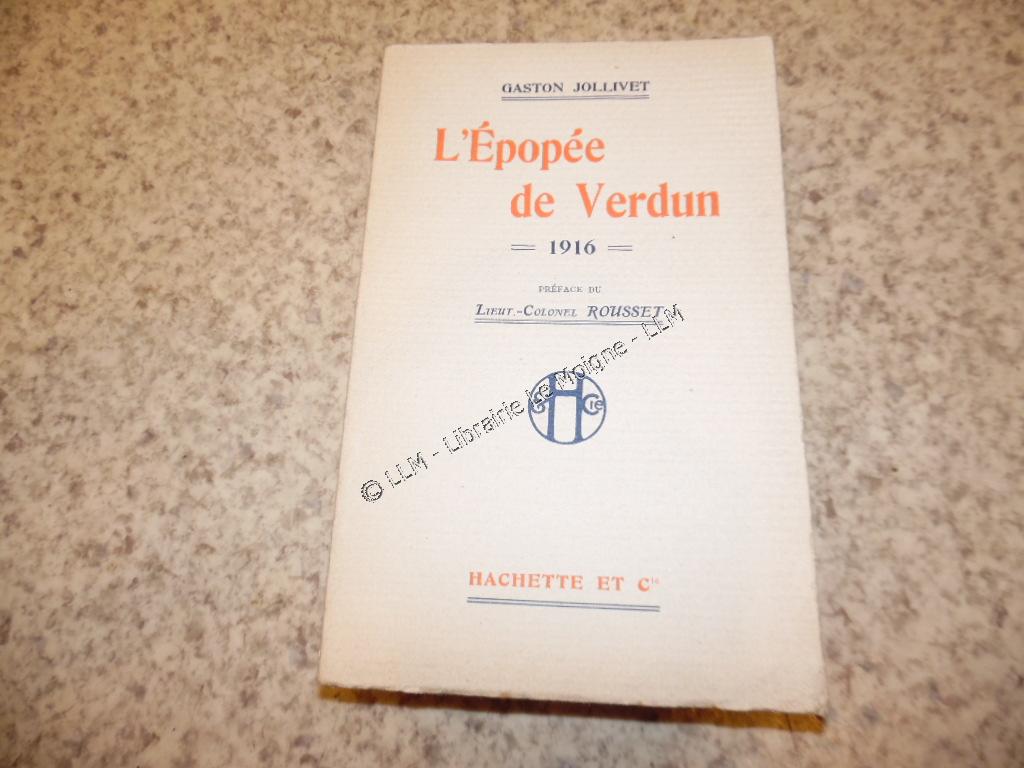 GASTON JOLLIVET
L'Épopée
de Verdun
1916
PRÉFACE DU
LIEUT.-COLONEL ROUSSET
© LLM - Librairie Le Moigne - LLM
H & Cie
HACHETTE ET Cie